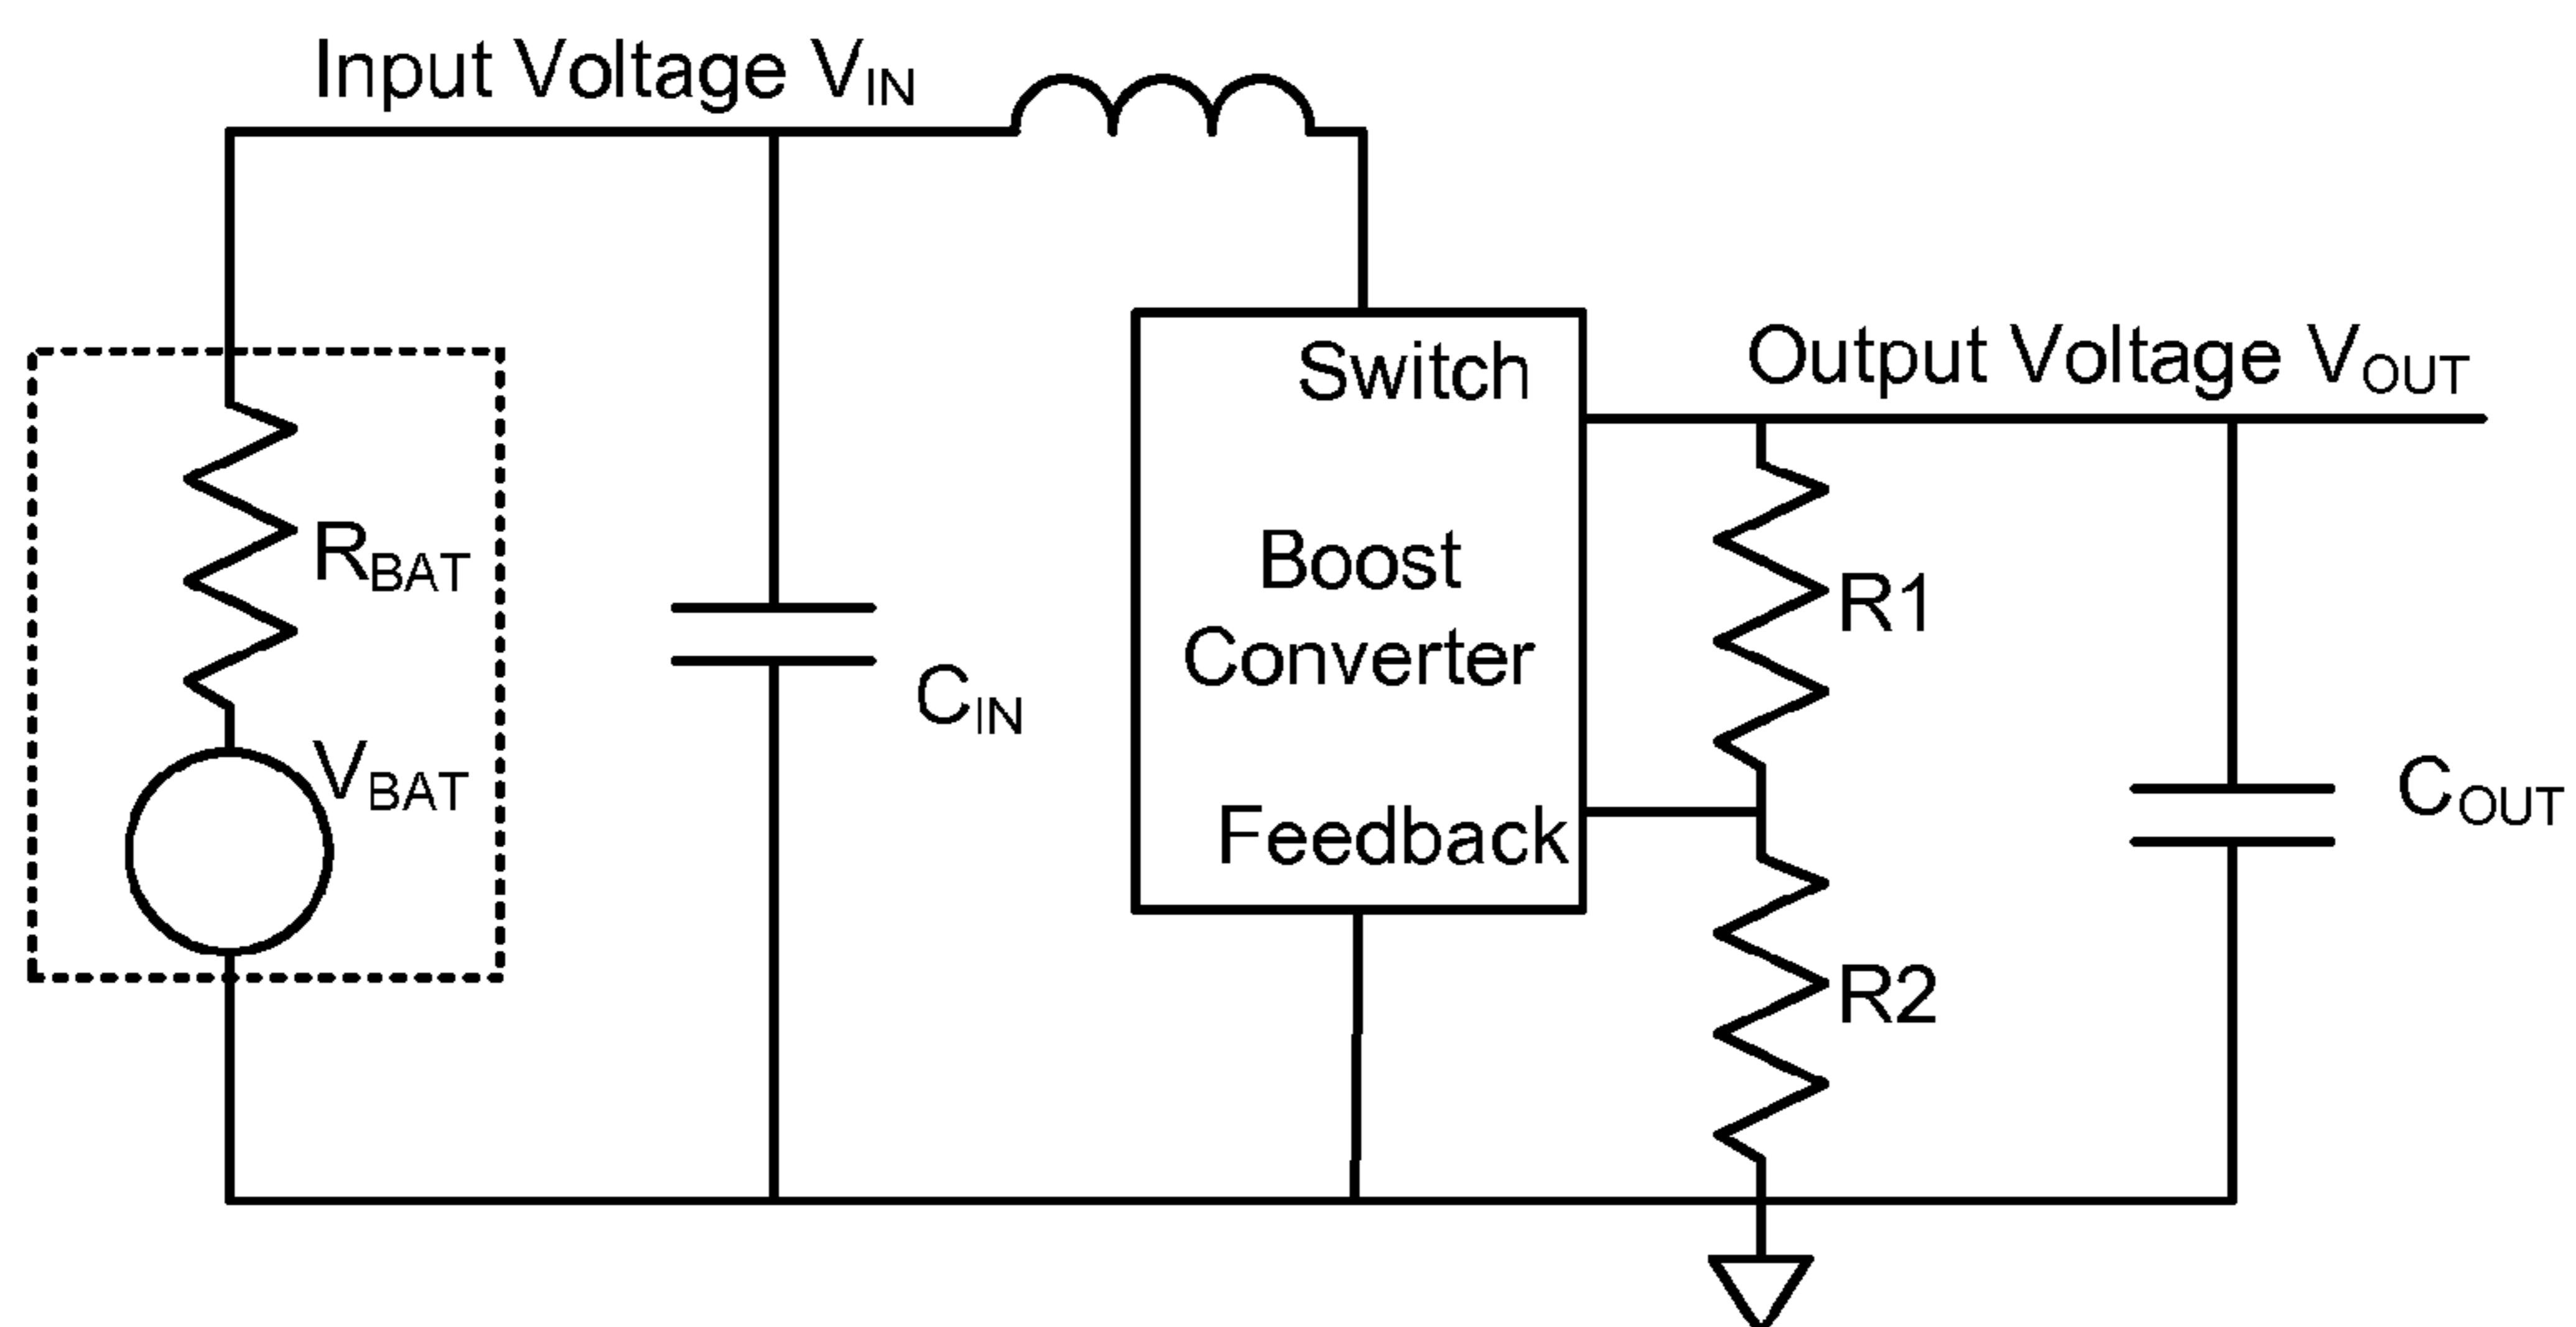 Input Voltage VIN
Switch
Output Voltage VOUT
RBAT
Boost
Converter
R1
CIN
VBAT
Feedback
COUT
R2